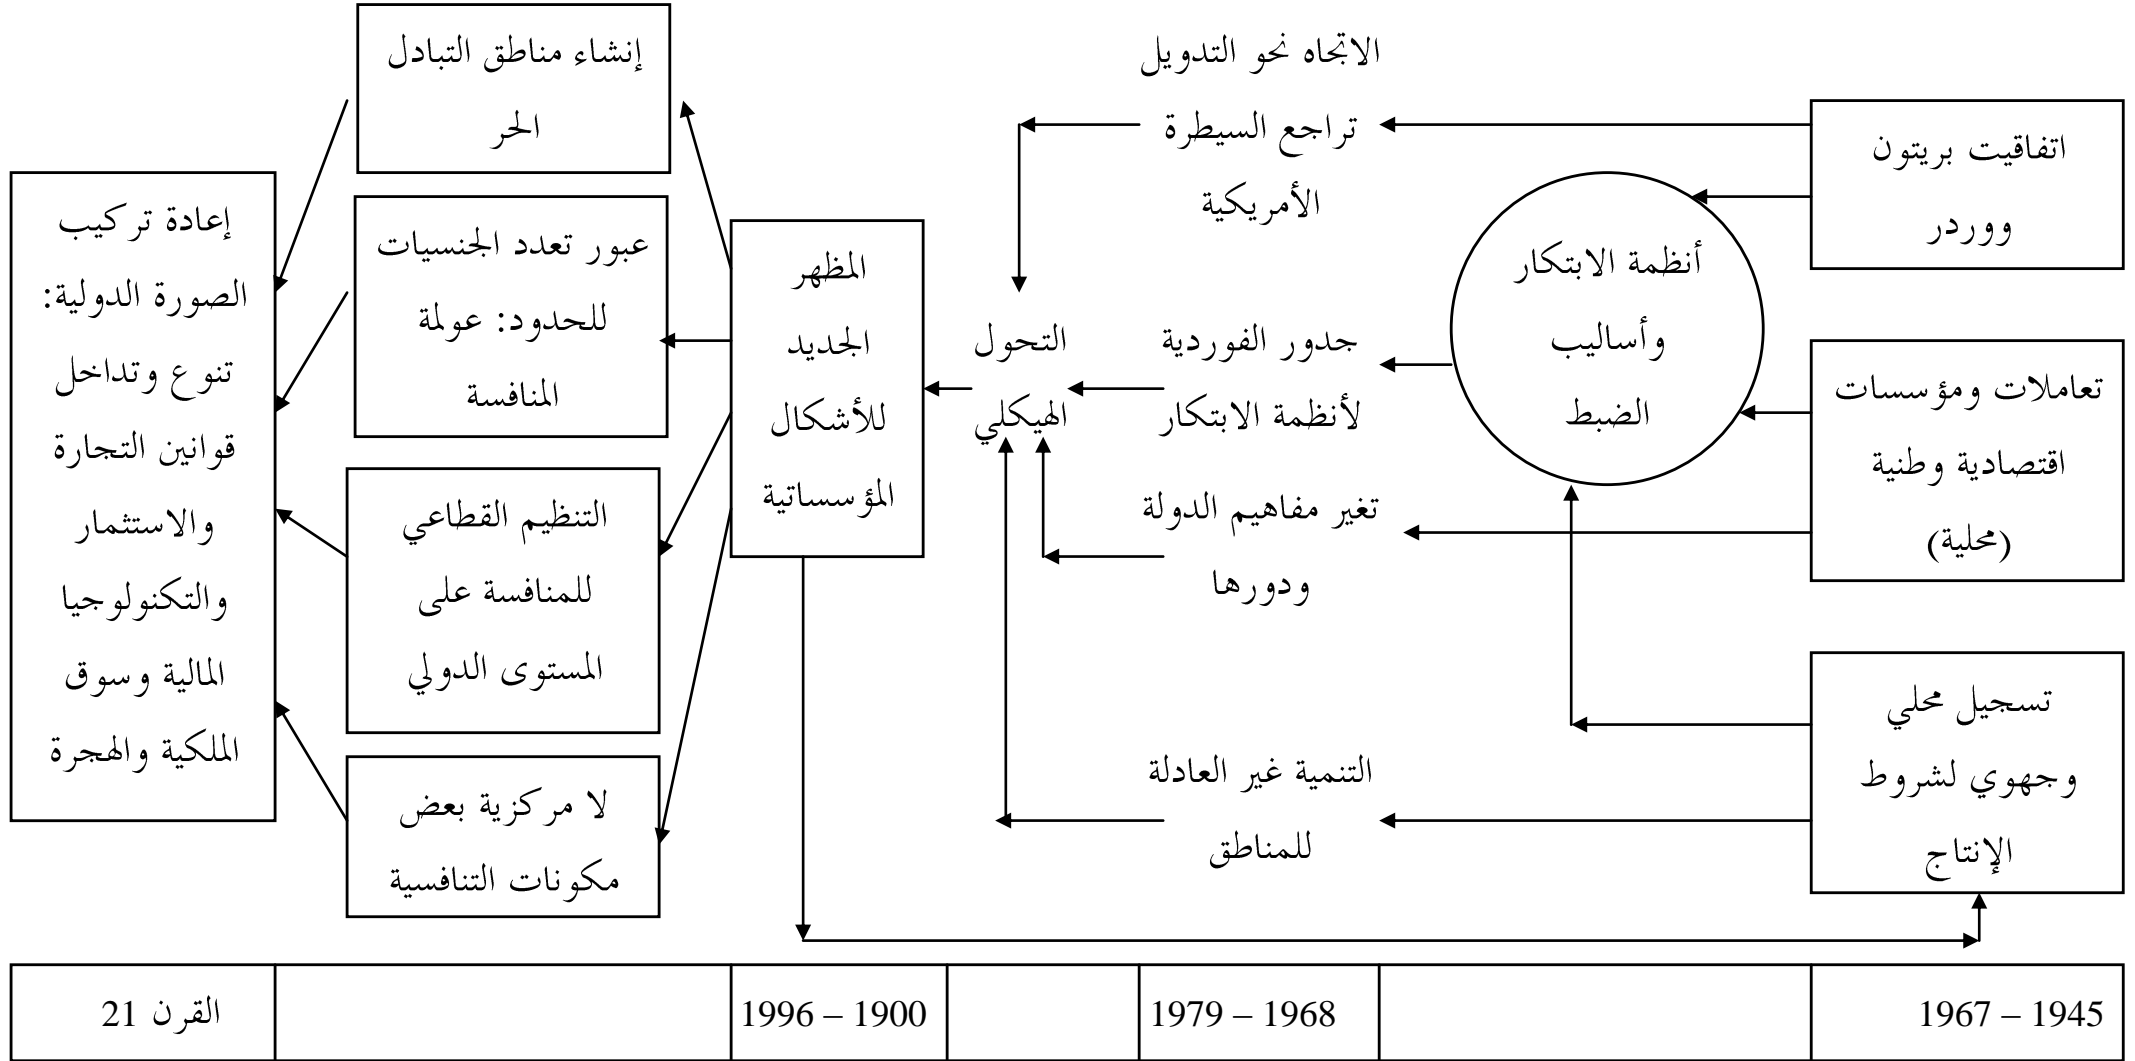 اتفاقيت بريتون
ووردر
تعاملات ومؤسسات
اقتصادية وطنية
(محلية)
تسجيل محلي
وجهوي لشروط
الإنتاج
أنظمة الابتكار
وأساليب
الضبط
الاتجاه نحو التدويل
تراجع السيطرة
الأمريكية
جدور الفوردية
لأنظمة الابتكار
تغير مفاهيم الدولة
ودورها
التنمية غير العادلة
للمناطق
التحول
الهيكلي
المظهر
الجديد
للأشكال
المؤسساتية
إنشاء مناطق التبادل
الحر
عبور تعدد الجنسيات
للحدود: عولمة
المنافسة
التنظيم القطاعي
للمنافسة على
المستوى الدولي
لا مركزية بعض
مكونات التنافسية
إعادة تركيب
الصورة الدولية:
تنوع وتداخل
قوانين التجارة
والاستثمار
والتكنولوجيا
المالية وسوق
الملكية والهجرة
1967 – 1945
1979 – 1968
1996 – 1900
القرن 21